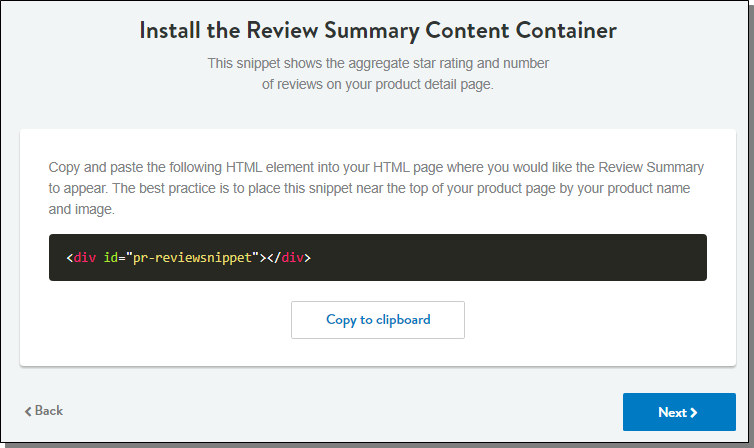 Install the Review Summary Content Container
This snippet shows the aggregate star rating and number
of reviews on your product detail page.
Copy and paste the following HTML element into your HTML page where you would like the Review Summary
to appear. The best practice is to place this snippet near the top of your product page by your product name
and image.
<div id="pr-reviewsnippet"></div>
Copy to clipboard
Back
Next